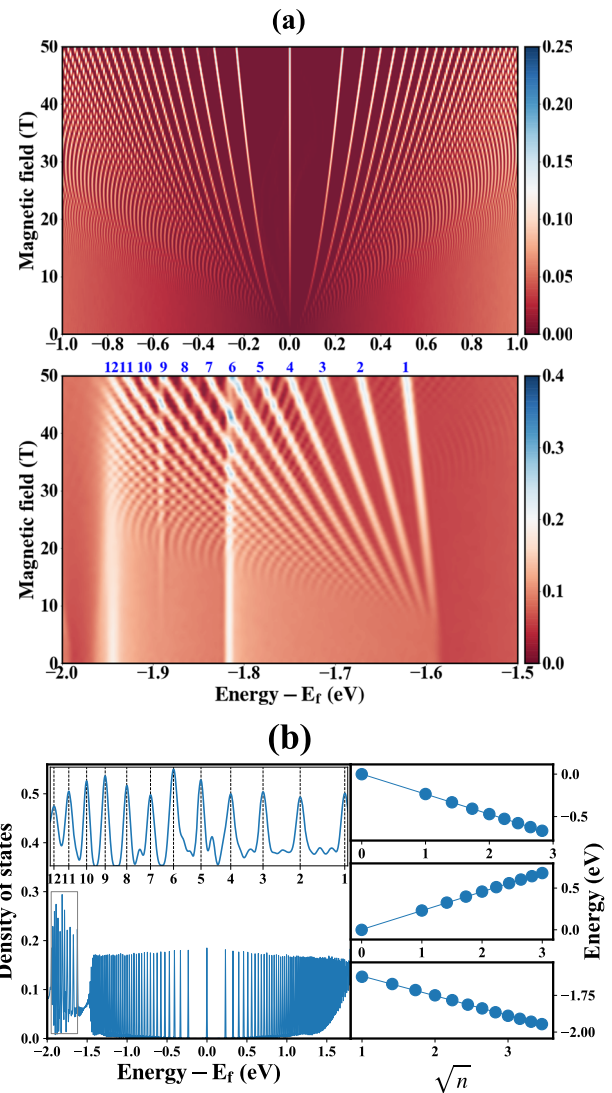 (a)
50
40
30
20
10
0
Magnetic field (T)
−1.0 −0.8 −0.6 −0.4 −0.2 0.0 0.2 0.4 0.6 0.8 1.0
0.25
0.20
0.15
0.10
0.05
0.00
12 11 10 9 8 7 6 5 4 3 2 1
50
40
30
20
10
0
Magnetic field (T)
−2.0 −1.9 −1.8 −1.7 −1.6 −1.5
Energy − E_f (eV)
0.4
0.3
0.2
0.1
0.0
(b)
Density of states
0.5
0.4
0.3
0.2
0.1
0.0
12 11 10 9 8 7 6 5 4 3 2 1
−2.0 −1.5 −1.0 −0.5 0.0 0.5 1.0 1.5
Energy − E_f (eV)
0.0
−0.5
0 1 2 3
0.5
0.0
0 1 2 3
−1.75
−2.00
1 2 3
Energy (eV)
√n